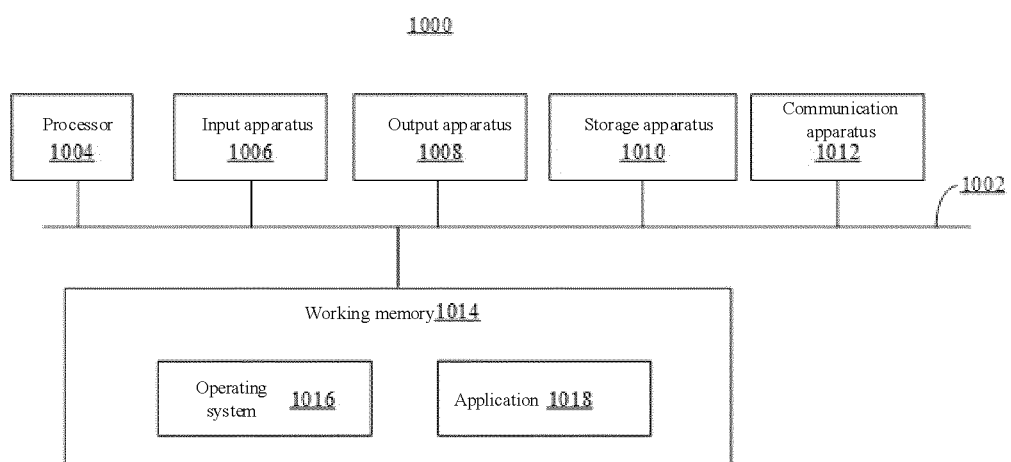 1000
Processor
1004
Input apparatus
1006
Output apparatus
1008
Storage apparatus
1010
Communication
apparatus
1012
1002
Working memory 1014
Operating
system
1016
Application 1018